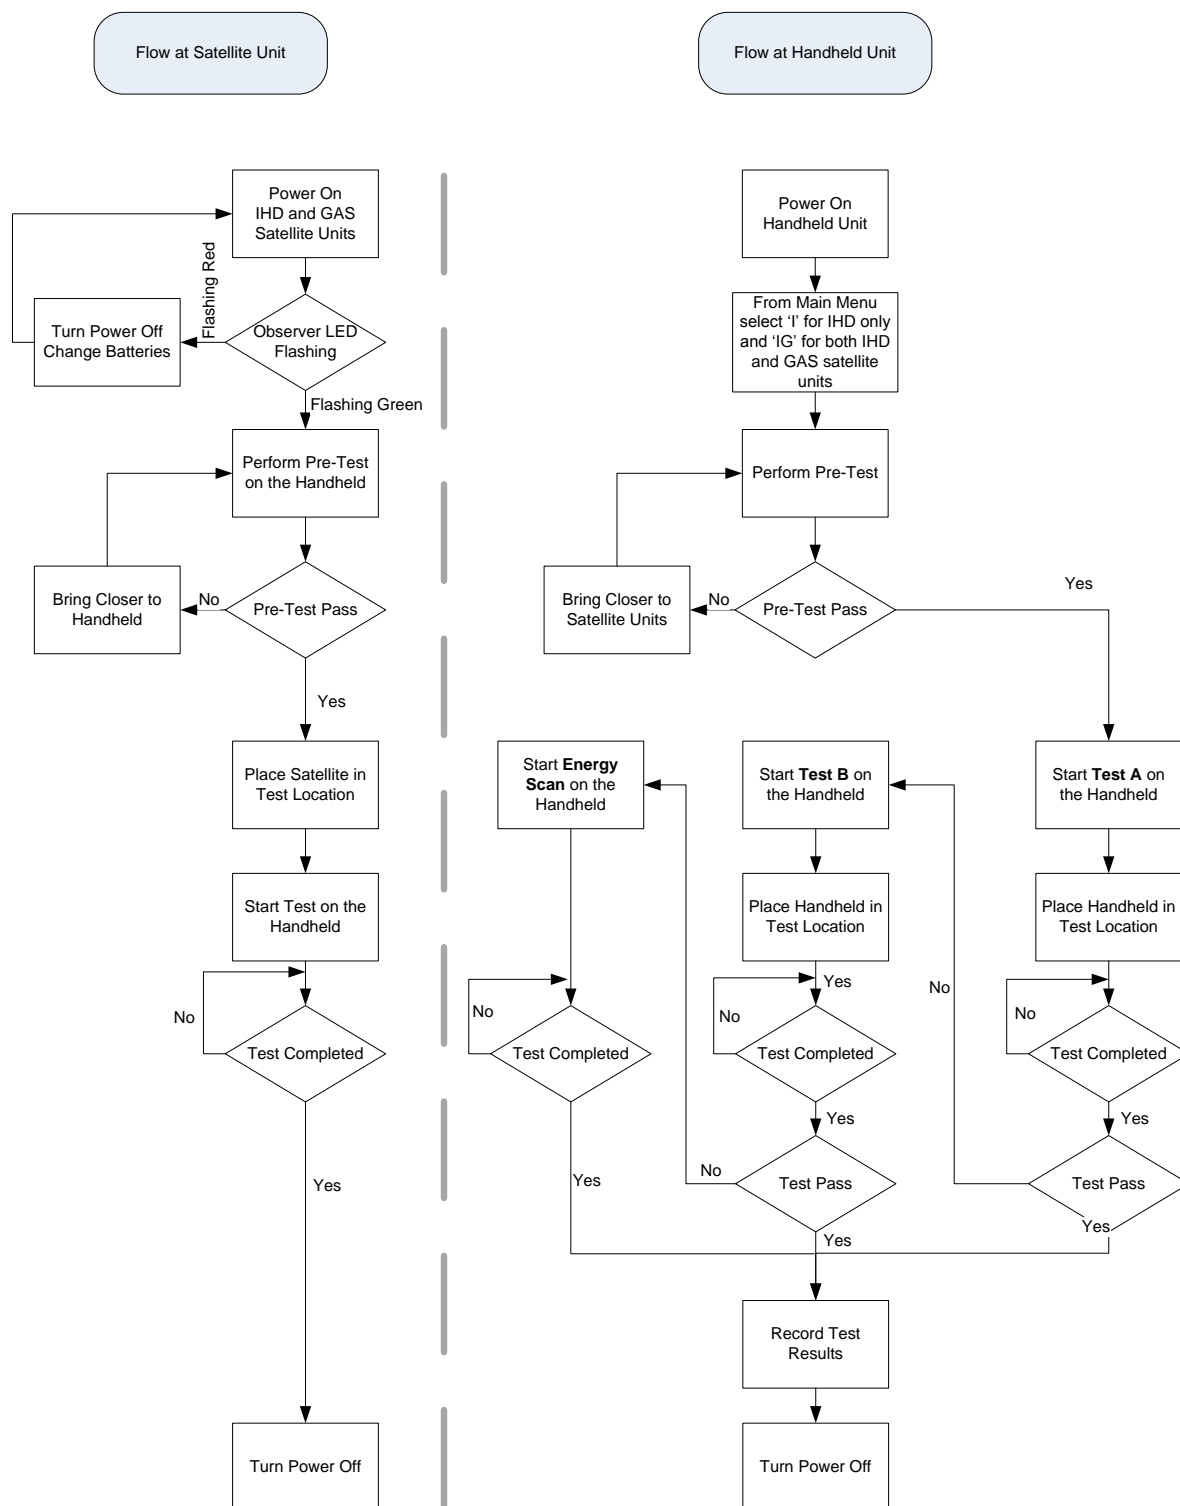 Flow at Satellite Unit
Flow at Handheld Unit
Power On
IHD and GAS
Satellite Units
Flashing Red
Turn Power Off
Change Batteries
Observer LED
Flashing
Flashing Green
Perform Pre-Test
on the Handheld
Bring Closer to
Handheld
No
Pre-Test Pass
Yes
Place Satellite in
Test Location
Start Test on the
Handheld
No
Test Completed
Yes
Turn Power Off
Power On
Handheld Unit
From Main Menu
select ‘I’ for IHD only
and ‘IG’ for both IHD
and GAS satellite
units
Perform Pre-Test
Bring Closer to
Satellite Units
No
Pre-Test Pass
Yes
Start Energy
Scan on the
Handheld
Start Test B on
the Handheld
Start Test A on
the Handheld
Place Handheld in
Test Location
Place Handheld in
Test Location
No
Test Completed
Yes
Yes
No
Test Completed
Yes
No
No
Test Completed
Yes
No
Test Pass
Yes
Test Pass
Yes
Record Test
Results
Turn Power Off